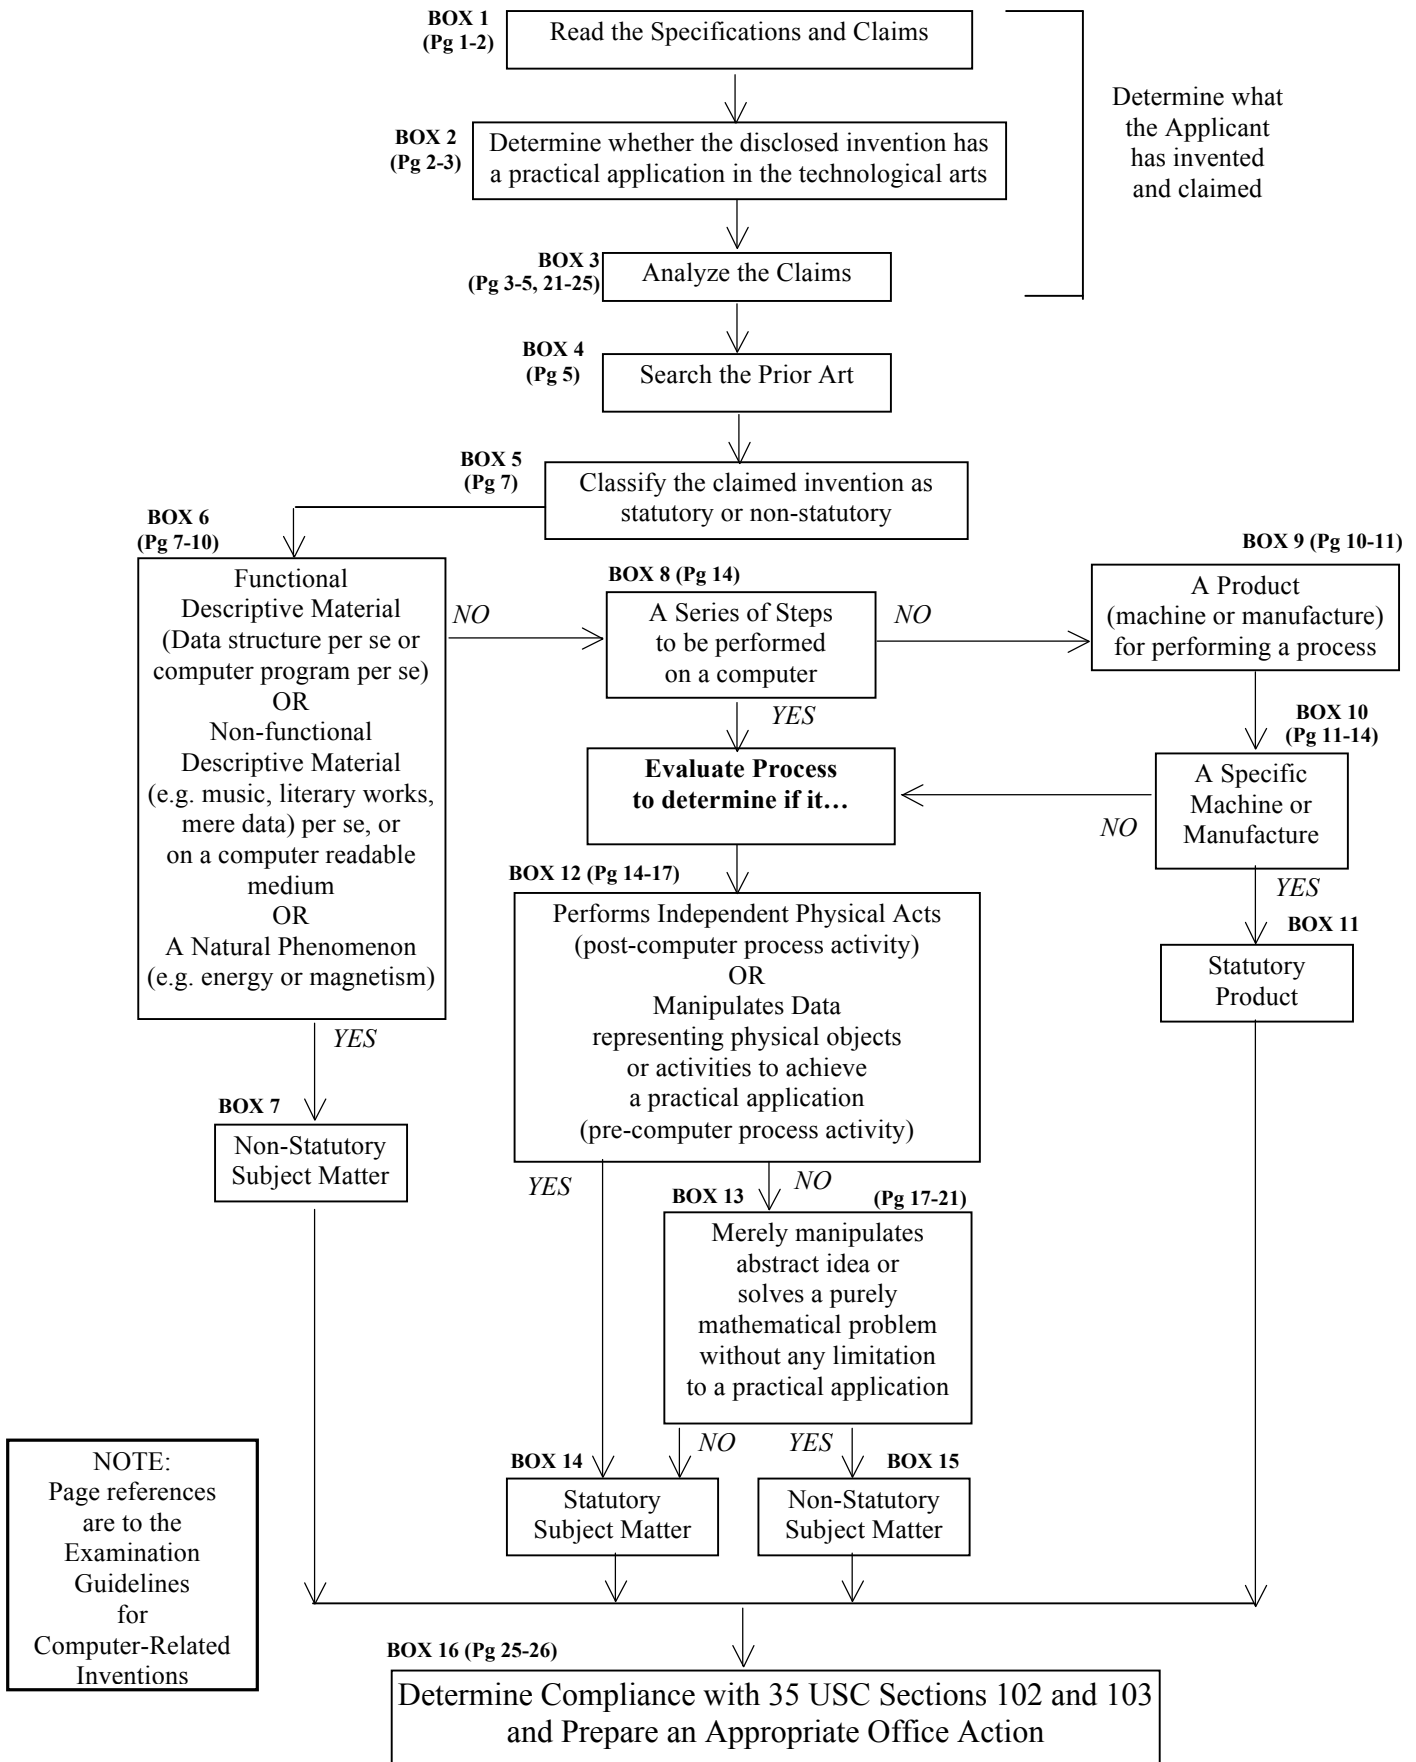 BOX 1
(Pg 1-2)
Read the Specifications and Claims
Determine what
the Applicant
has invented
and claimed
BOX 2
(Pg 2-3)
Determine whether the disclosed invention has
a practical application in the technological arts
BOX 3
(Pg 3-5, 21-25)
Analyze the Claims
BOX 4
(Pg 5)
Search the Prior Art
BOX 5
(Pg 7)
Classify the claimed invention as
statutory or non-statutory
BOX 6
(Pg 7-10)
Functional
Descriptive Material
(Data structure per se or
computer program per se)
OR
Non-functional
Descriptive Material
(e.g. music, literary works,
mere data) per se, or
on a computer readable
medium
OR
A Natural Phenomenon
(e.g. energy or magnetism)
NO
YES
BOX 7
Non-Statutory
Subject Matter
BOX 8 (Pg 14)
A Series of Steps
to be performed
on a computer
NO
YES
Evaluate Process
to determine if it…
BOX 9 (Pg 10-11)
A Product
(machine or manufacture)
for performing a process
BOX 10
(Pg 11-14)
A Specific
Machine or
Manufacture
NO
YES
BOX 11
Statutory
Product
BOX 12 (Pg 14-17)
Performs Independent Physical Acts
(post-computer process activity)
OR
Manipulates Data
representing physical objects
or activities to achieve
a practical application
(pre-computer process activity)
YES
NO
BOX 13 (Pg 17-21)
Merely manipulates
abstract idea or
solves a purely
mathematical problem
without any limitation
to a practical application
NO
YES
BOX 14
Statutory
Subject Matter
BOX 15
Non-Statutory
Subject Matter
NOTE:
Page references
are to the
Examination
Guidelines
for
Computer-Related
Inventions
BOX 16 (Pg 25-26)
Determine Compliance with 35 USC Sections 102 and 103
and Prepare an Appropriate Office Action